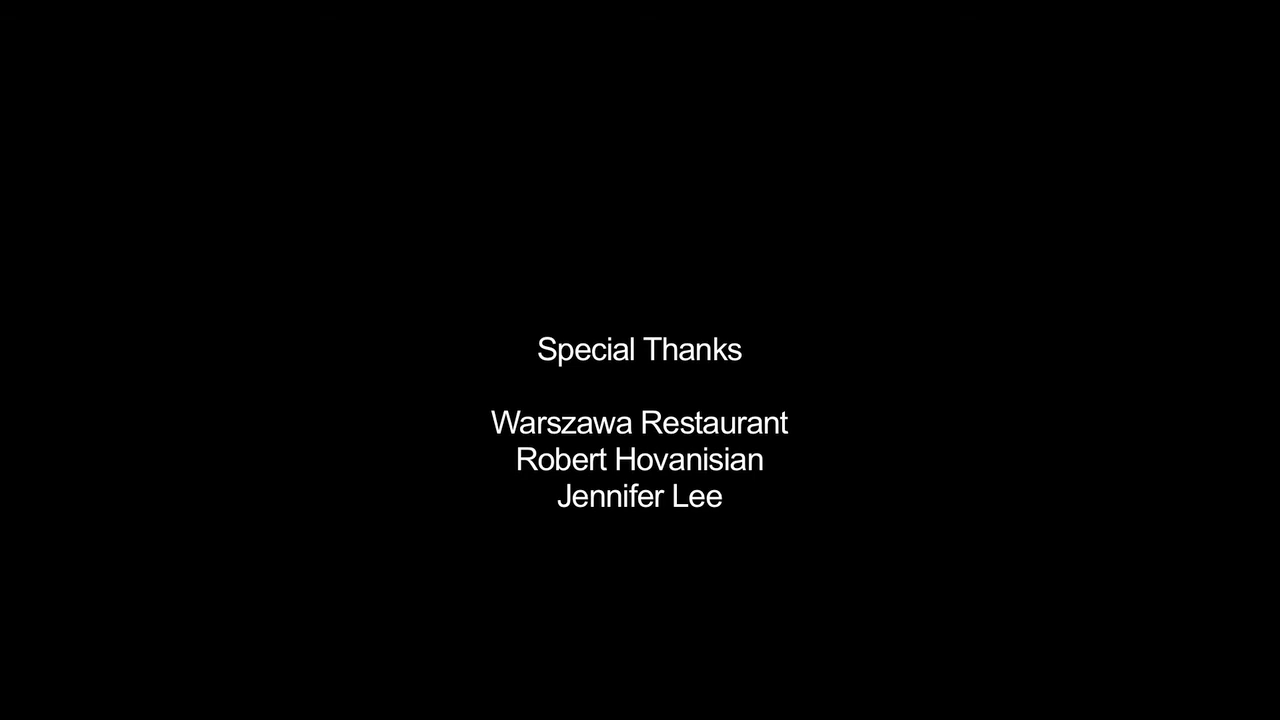 Special Thanks
Warszawa Restaurant
Robert Hovanisian
Jennifer Lee